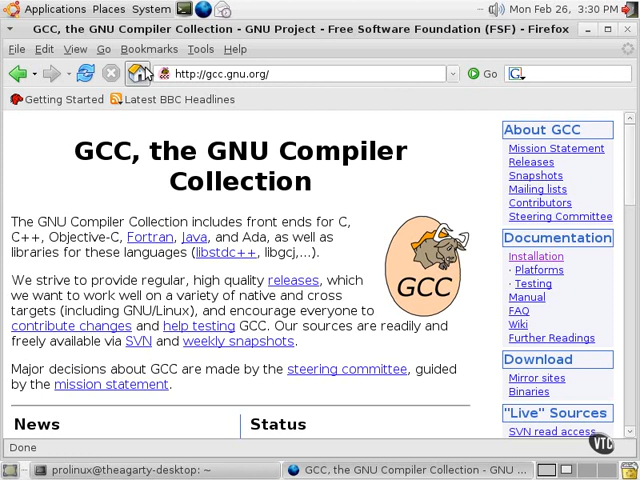 Applications Places System
Mon Feb 26, 3:30 PM
GCC, the GNU Compiler Collection - GNU Project - Free Software Foundation (FSF) - Firefox
File Edit View Go Bookmarks Tools Help
http://gcc.gnu.org/
Go
G
Getting Started Latest BBC Headlines
GCC, the GNU Compiler
Collection
The GNU Compiler Collection includes front ends for C,
C++, Objective-C, Fortran, Java, and Ada, as well as
libraries for these languages (libstdc++, libgcj,...).
GCC
We strive to provide regular, high quality releases, which
we want to work well on a variety of native and cross
targets (including GNU/Linux), and encourage everyone to
contribute changes and help testing GCC. Our sources are readily and
freely available via SVN and weekly snapshots.
Major decisions about GCC are made by the steering committee, guided
by the mission statement.
News
Status
About GCC
Mission Statement
Releases
Snapshots
Mailing lists
Contributors
Steering Committee
Documentation
Installation
· Platforms
· Testing
Manual
FAQ
Wiki
Further Readings
Download
Mirror sites
Binaries
"Live" Sources
SVN read access
VTC
Done
prolinux@theagarty-desktop: ~
GCC, the GNU Compiler Collection - GNU ...